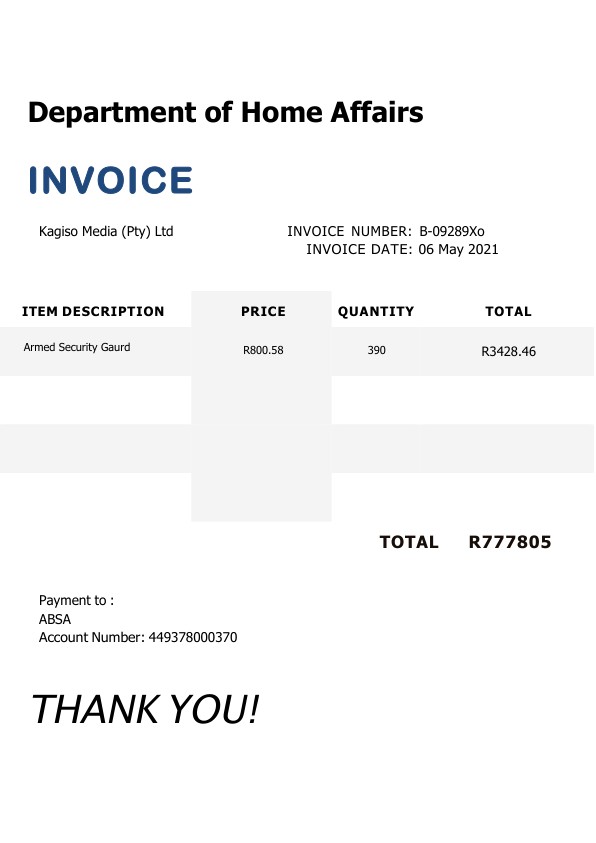 Department of Home Affairs
INVOICE
Kagiso Media (Pty) Ltd
INVOICE NUMBER: B-09289Xo
INVOICE DATE: 06 May 2021
ITEM DESCRIPTION PRICE QUANTITY TOTAL
Armed Security Gaurd R800.58 390 R3428.46
TOTAL R777805
Payment to :
ABSA
Account Number: 449378000370
THANK YOU!